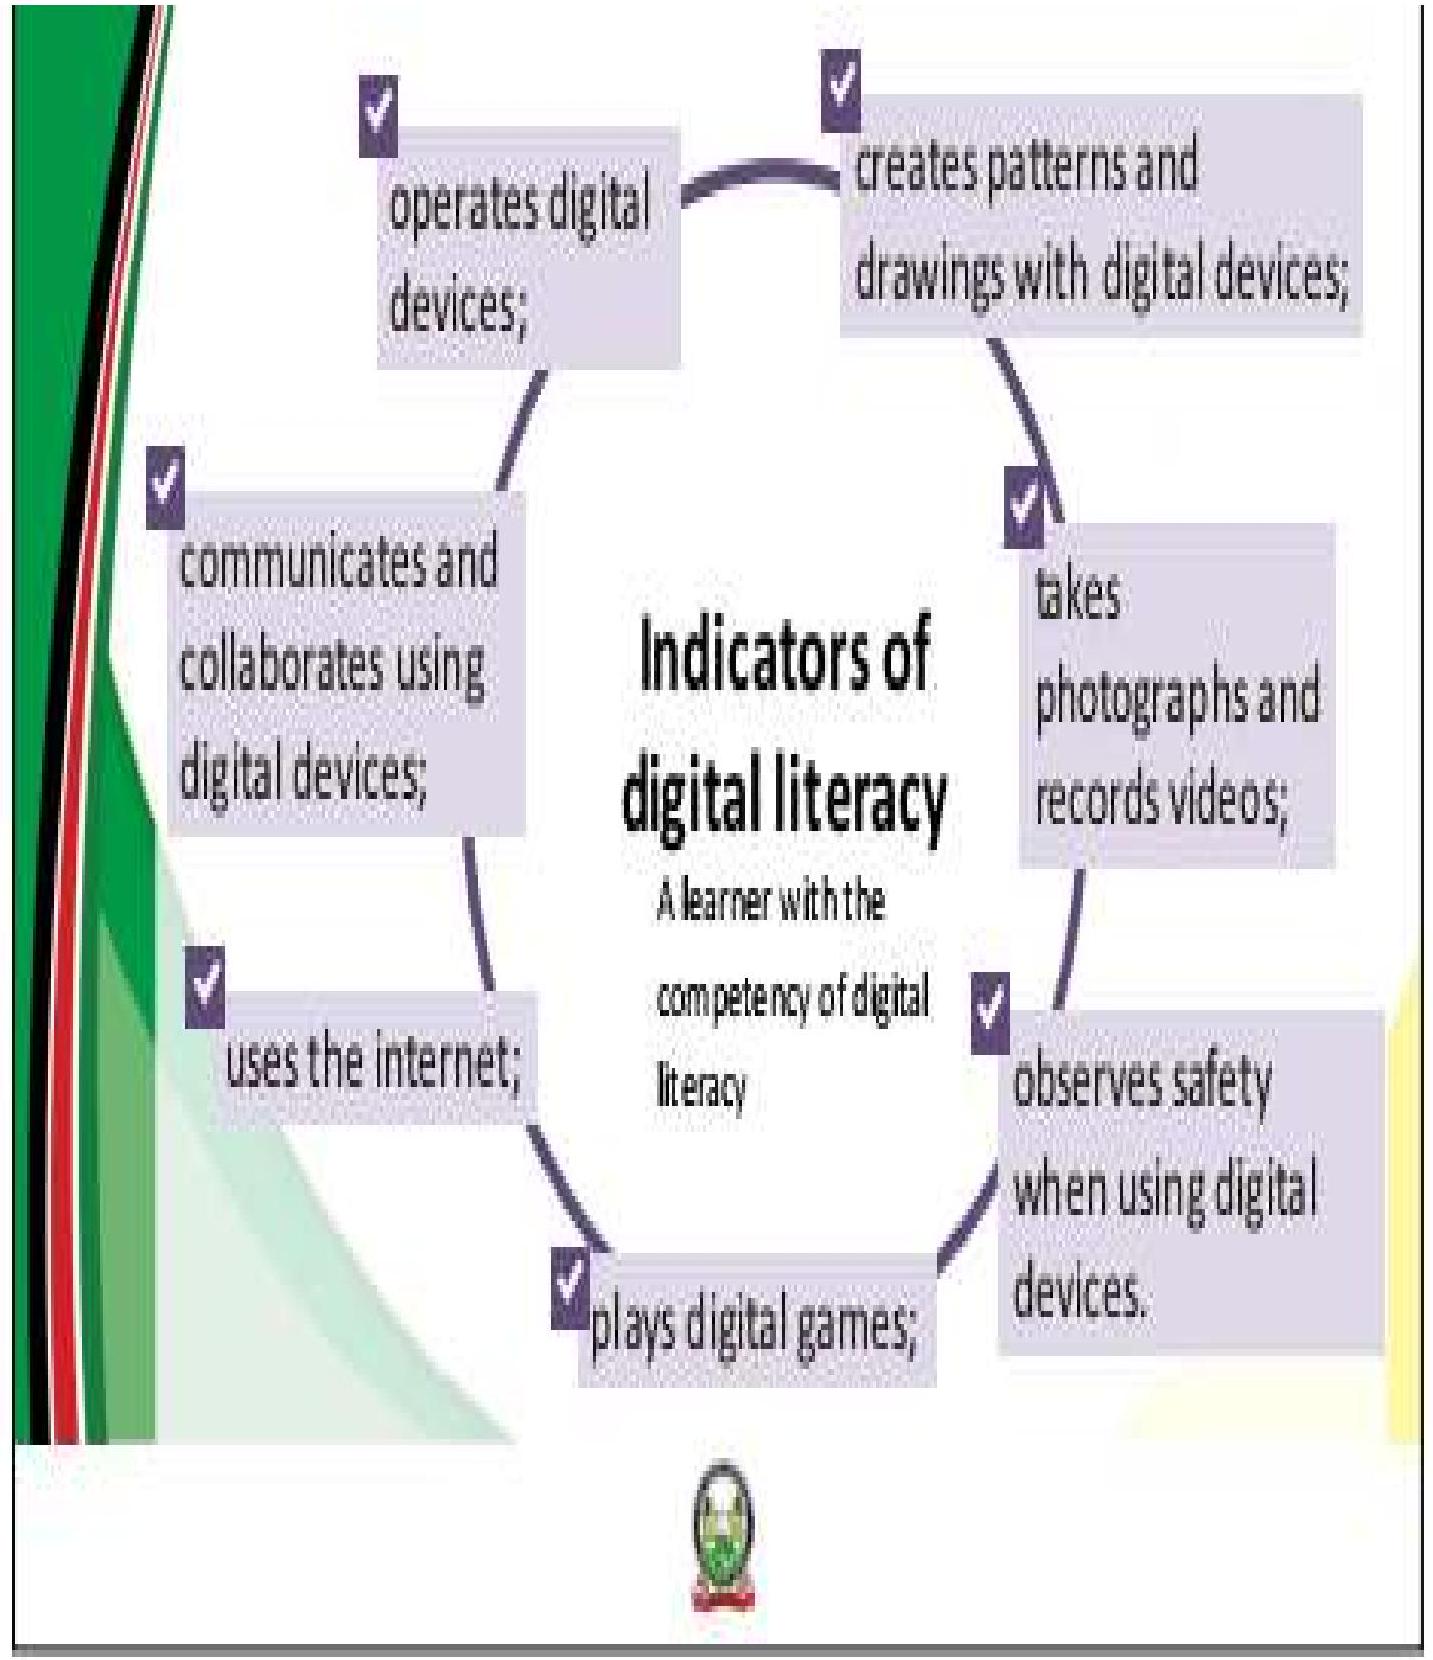 operates digital
devices;
creates patterns and
drawings with digital devices;
communicates and
collaborates using
digital devices;
takes
photographs and
records videos;
Indicators of
digital literacy
A learner with the
competency of digital
literacy
uses the internet;
observes safety
when using digital
devices.
plays digital games;